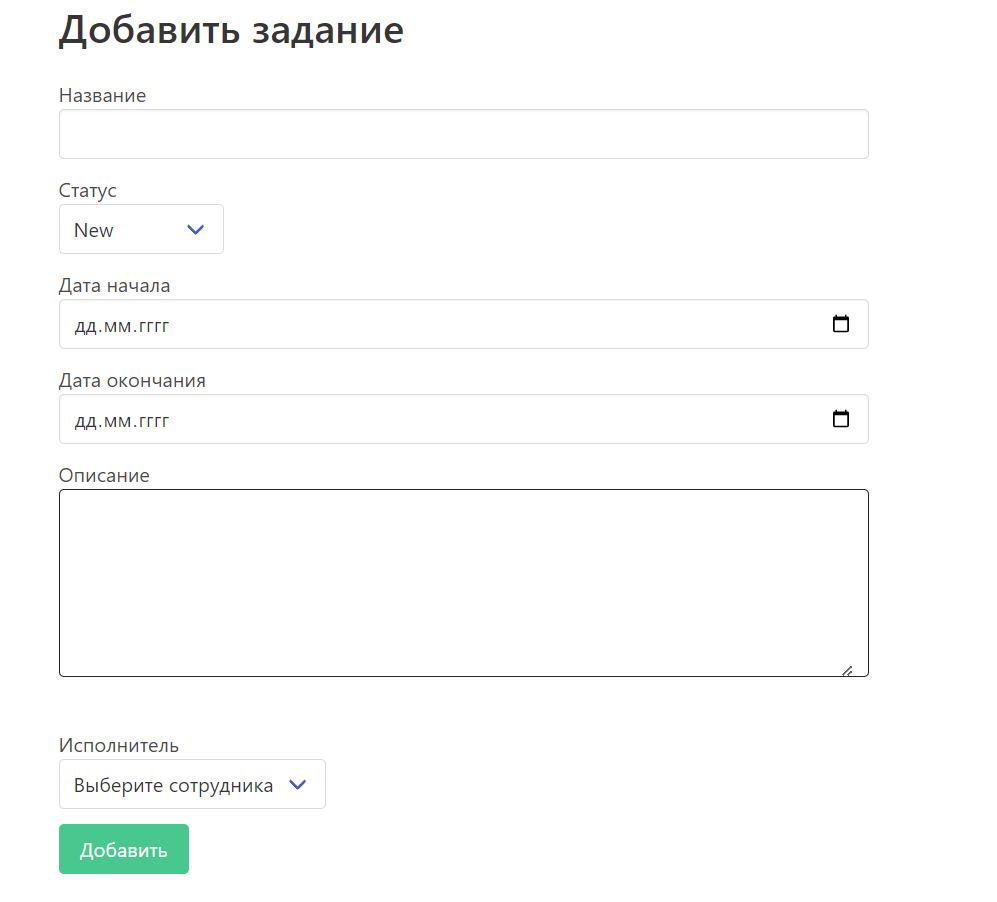 Добавить задание
Название
Статус
New
Дата начала
дд.мм.гггг
Дата окончания
дд.мм.гггг
Описание
Исполнитель
Выберите сотрудника
Добавить